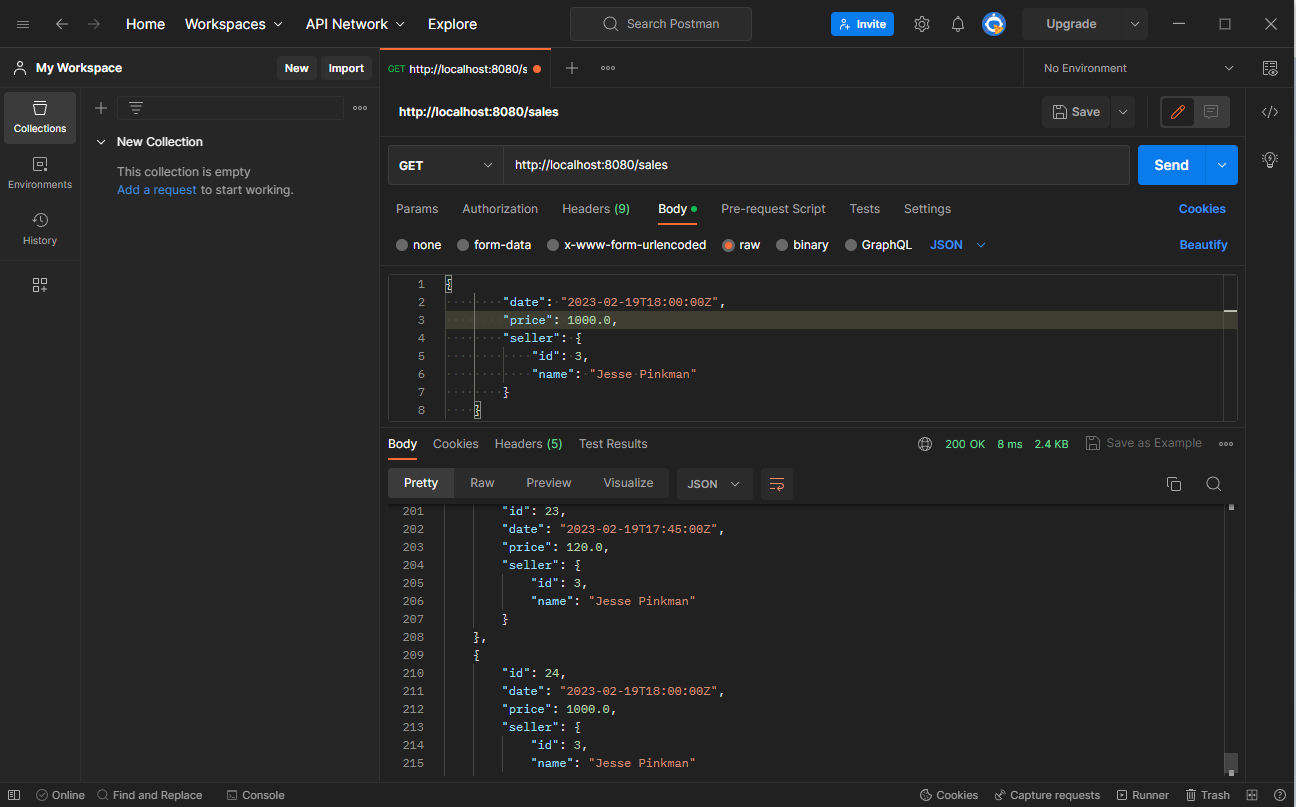 Home Workspaces API Network Explore Search Postman Invite Upgrade
My Workspace New Import GET http://localhost:8080/s No Environment
Collections
Environments
History
New Collection
This collection is empty
Add a request to start working.
http://localhost:8080/sales Save
GET http://localhost:8080/sales Send
Params Authorization Headers (9) Body Pre-request Script Tests Settings Cookies
none form-data x-www-form-urlencoded raw binary GraphQL JSON Beautify
1 {
2 "date": "2023-02-19T18:00:00Z",
3 "price": 1000.0,
4 "seller": {
5 "id": 3,
6 "name": "Jesse Pinkman"
7 }
8 }
Body Cookies Headers (5) Test Results 200 OK 8 ms 2.4 KB Save as Example
Pretty Raw Preview Visualize JSON
201 "id": 23,
202 "date": "2023-02-19T17:45:00Z",
203 "price": 120.0,
204 "seller": {
205 "id": 3,
206 "name": "Jesse Pinkman"
207 }
208 },
209 {
210 "id": 24,
211 "date": "2023-02-19T18:00:00Z",
212 "price": 1000.0,
213 "seller": {
214 "id": 3,
215 "name": "Jesse Pinkman"
Online Find and Replace Console Cookies Capture requests Runner Trash